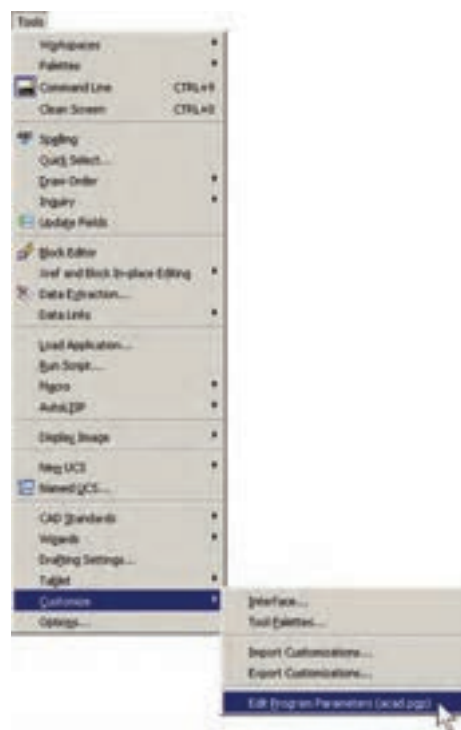 Tools
Workspaces
Palettes
Command Line CTRL+9
Clean Screen CTRL+0
Spelling
Quick Select...
Draw Order
Inquiry
Update Fields
Block Editor
Xref and Block In-place Editing
Data Extraction...
Data Links
Load Application...
Run Script...
Macro
AutoLISP
Display Image
New UCS
Named UCS...
CAD Standards
Wizards
Drafting Settings...
Tablet
Customize
Options...
Interface...
Tool Palettes...
Import Customizations...
Export Customizations...
Edit Program Parameters (acad.pgp)